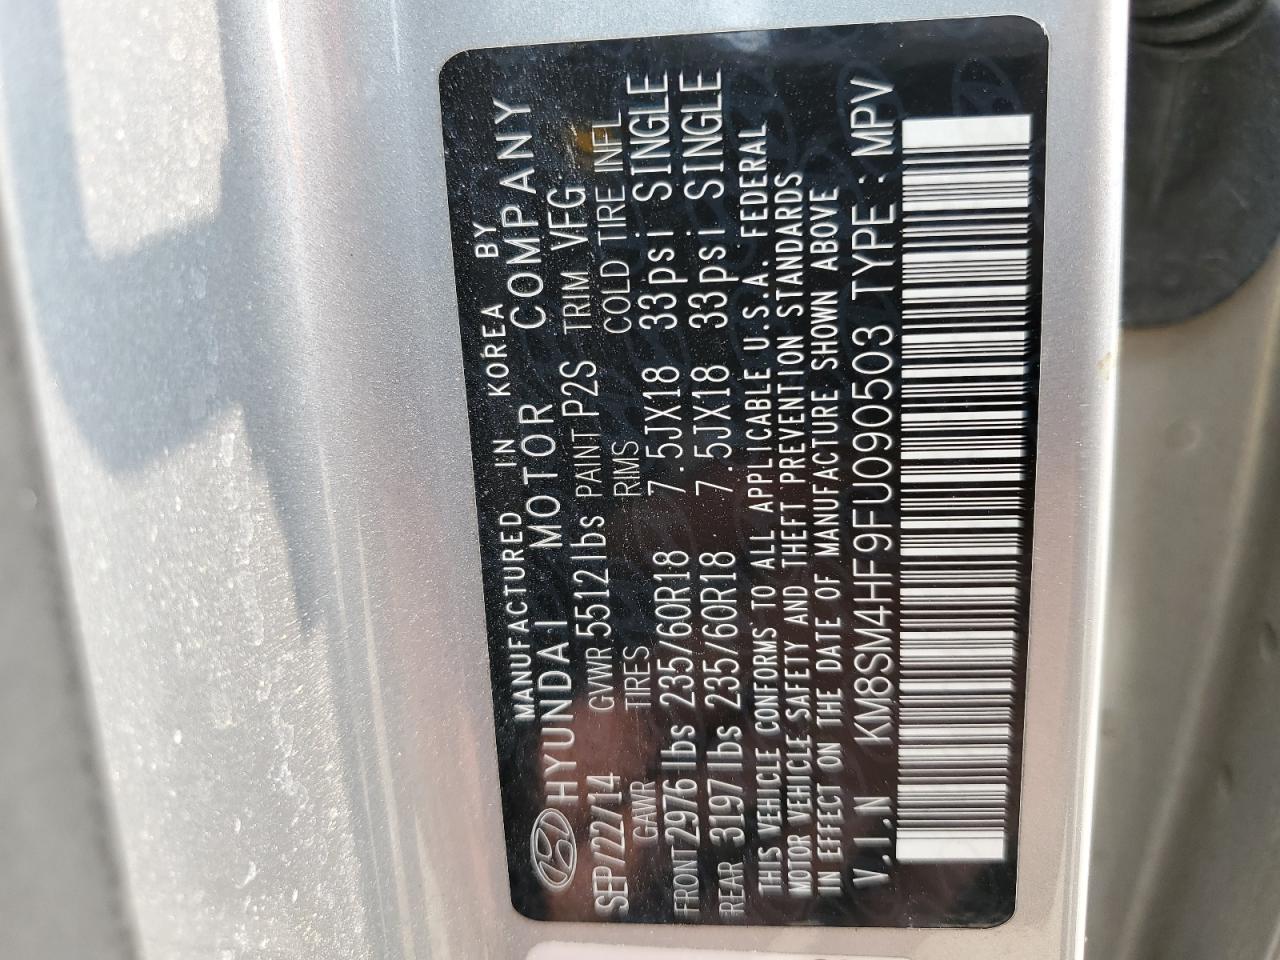 MANUFACTURED IN KOREA BY
HYUNDAI MOTOR COMPANY
SEP/22/14 GVWR 5512 lbs PAINT P2S TRIM VFG
GAWR TIRES RIMS COLD TIRE INFL
FRONT 2976 lbs 235/60R18 7.5JX18 33psi SINGLE
REAR 3197 lbs 235/60R18 7.5JX18 33psi SINGLE
THIS VEHICLE CONFORMS TO ALL APPLICABLE U.S.A. FEDERAL
MOTOR VEHICLE SAFETY AND THEFT PREVENTION STANDARDS
IN EFFECT ON THE DATE OF MANUFACTURE SHOWN ABOVE
V.I.N KM8SM4HF9FU090503 TYPE : MPV